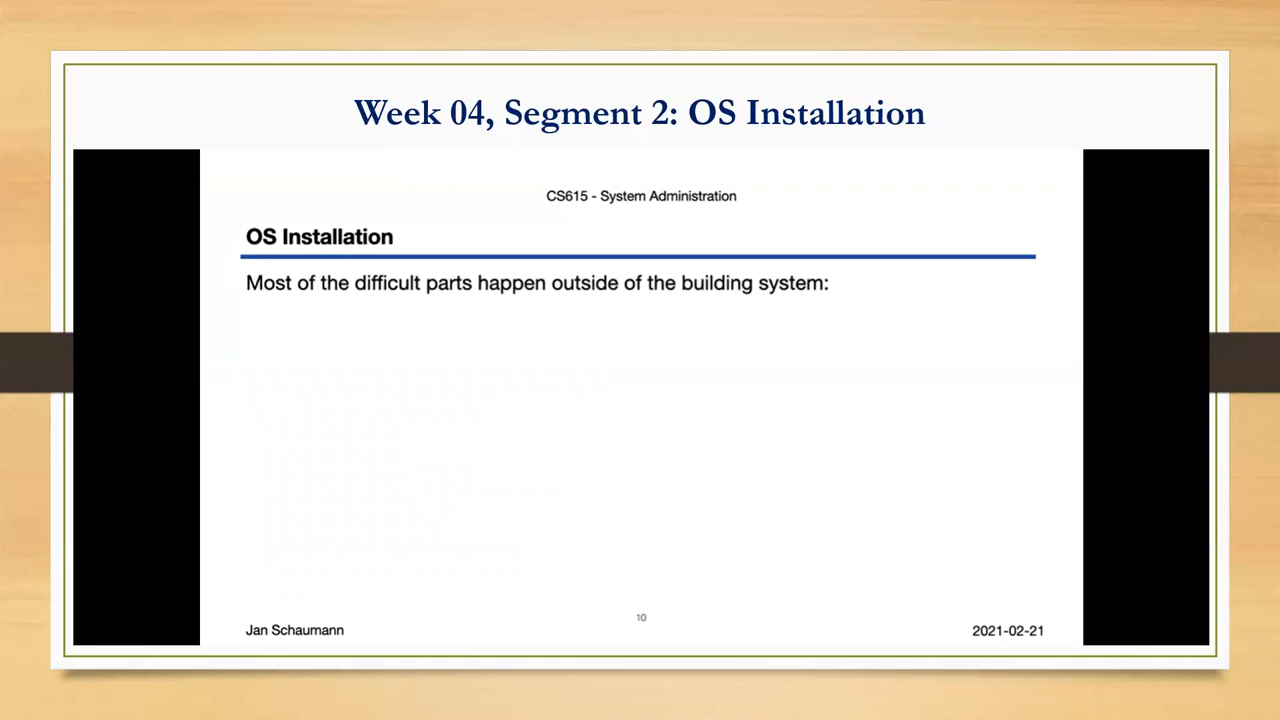 Week 04, Segment 2: OS Installation
CS615 - System Administration
OS Installation
Most of the difficult parts happen outside of the building system:
10
Jan Schaumann
2021-02-21